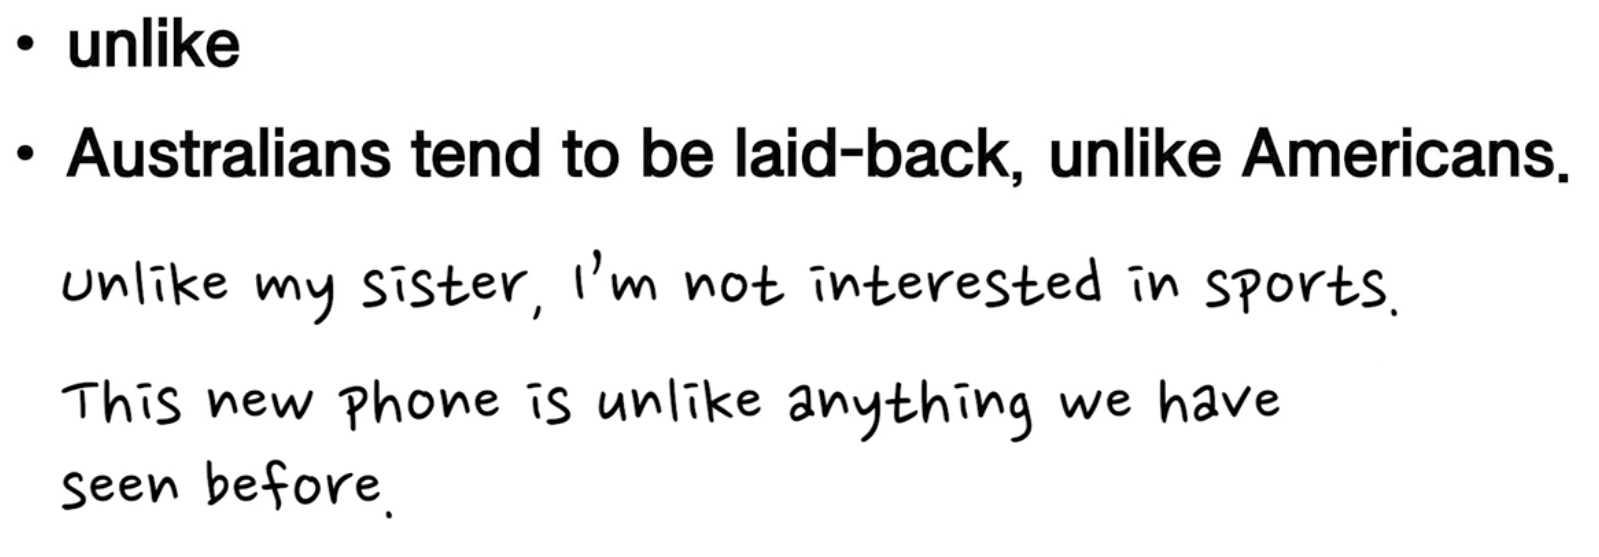 • unlike
• Australians tend to be laid-back, unlike Americans.
unlike my sister, I'm not interested in sports.
This new phone is unlike anything we have
seen before.